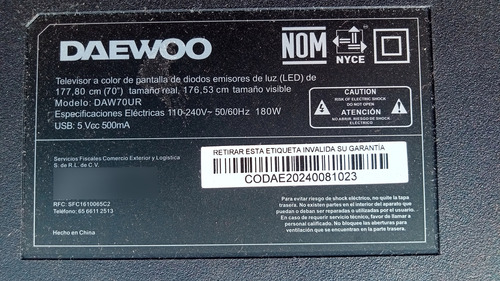 DAEWOO
NOM
NYCE
Televisor a color de pantalla de diodos emisores de luz (LED) de
177,80 cm (70") tamaño real, 176,53 cm tamaño visible
Modelo: DAW70UR
Especificaciones Eléctricas 110-240V~ 50/60Hz 180W
USB: 5 Vcc 500mA
CAUTION
RISK OF ELECTRIC SHOCK
DO NOT OPEN
ATENCIÓN
NO ABRIR. RIESGO DE SHOCK
ELECTRICO
Servicios Fiscales Comercio Exterior y Logística
S. de R.L. de C.V.
RFC: SFC1610065C2
Teléfono: 65 6611 2513
Hecho en China
RETIRAR ESTA ETIQUETA INVALIDA SU GARANTÍA
CODAE20240081023
Para evitar riesgo de shock eléctrico, no quite la tapa
trasera. No existen partes en el interior del aparato que
puedan o deban ser reparadas u operadas por el usuario.
En caso de requerir servicio técnico, favor de llamar a
personal calificado. No bloquear las aberturas de
ventilación que se encuentran en la parte trasera.